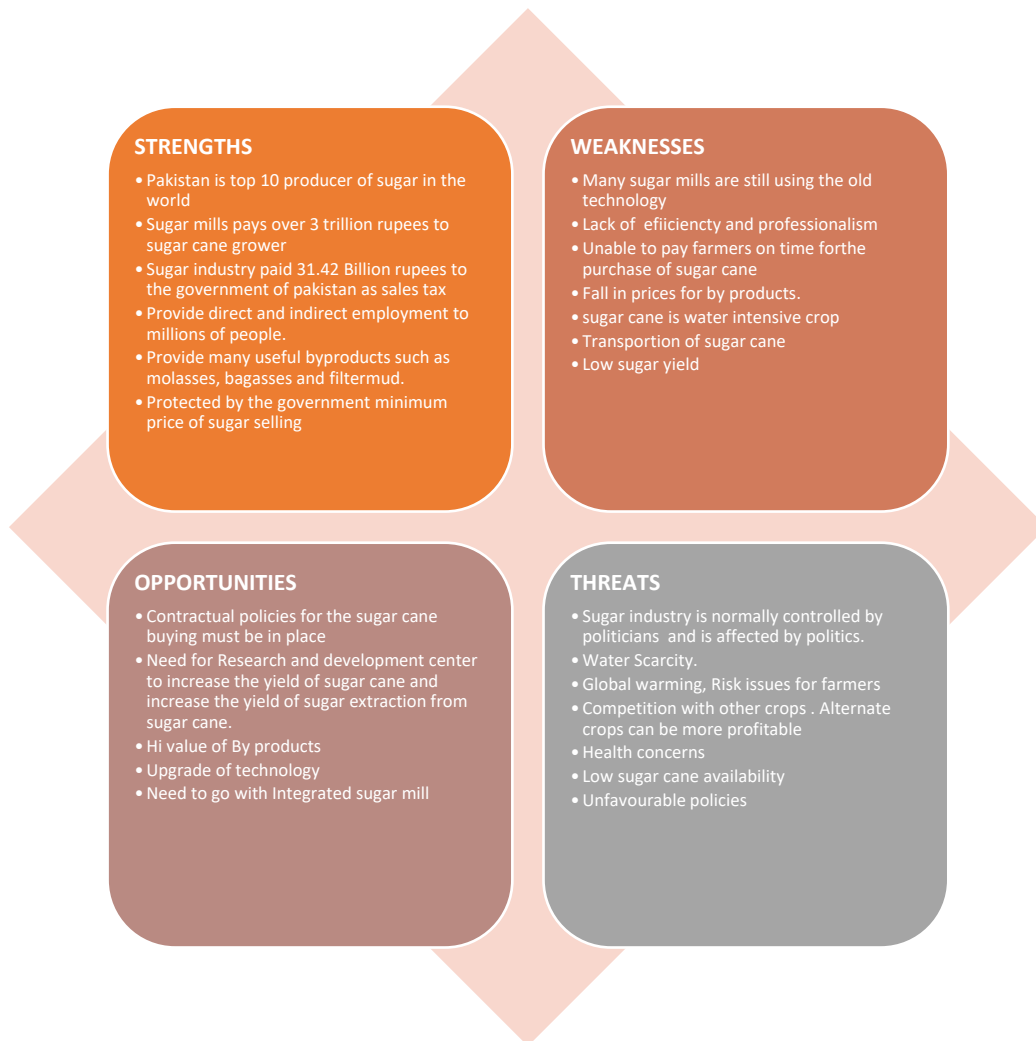 STRENGTHS
• Pakistan is top 10 producer of sugar in the
world
• Sugar mills pays over 3 trillion rupees to
sugar cane grower
• Sugar industry paid 31.42 Billion rupees to
the government of pakistan as sales tax
• Provide direct and indirect employment to
millions of people.
• Provide many useful byproducts such as
molasses, bagasses and filtermud.
• Protected by the government minimum
price of sugar selling
WEAKNESSES
• Many sugar mills are still using the old
technology
• Lack of  efiiciencty and professionalism
• Unable to pay farmers on time forthe
purchase of sugar cane
• Fall in prices for by products.
• sugar cane is water intensive crop
• Transportion of sugar cane
• Low sugar yield
OPPORTUNITIES
• Contractual policies for the sugar cane
buying must be in place
• Need for Research and development center
to increase the yield of sugar cane and
increase the yield of sugar extraction from
sugar cane.
• Hi value of By products
• Upgrade of technology
• Need to go with Integrated sugar mill
THREATS
• Sugar industry is normally controlled by
politicians  and is affected by politics.
• Water Scarcity.
• Global warming, Risk issues for farmers
• Competition with other crops . Alternate
crops can be more profitable
• Health concerns
• Low sugar cane availability
• Unfavourable policies